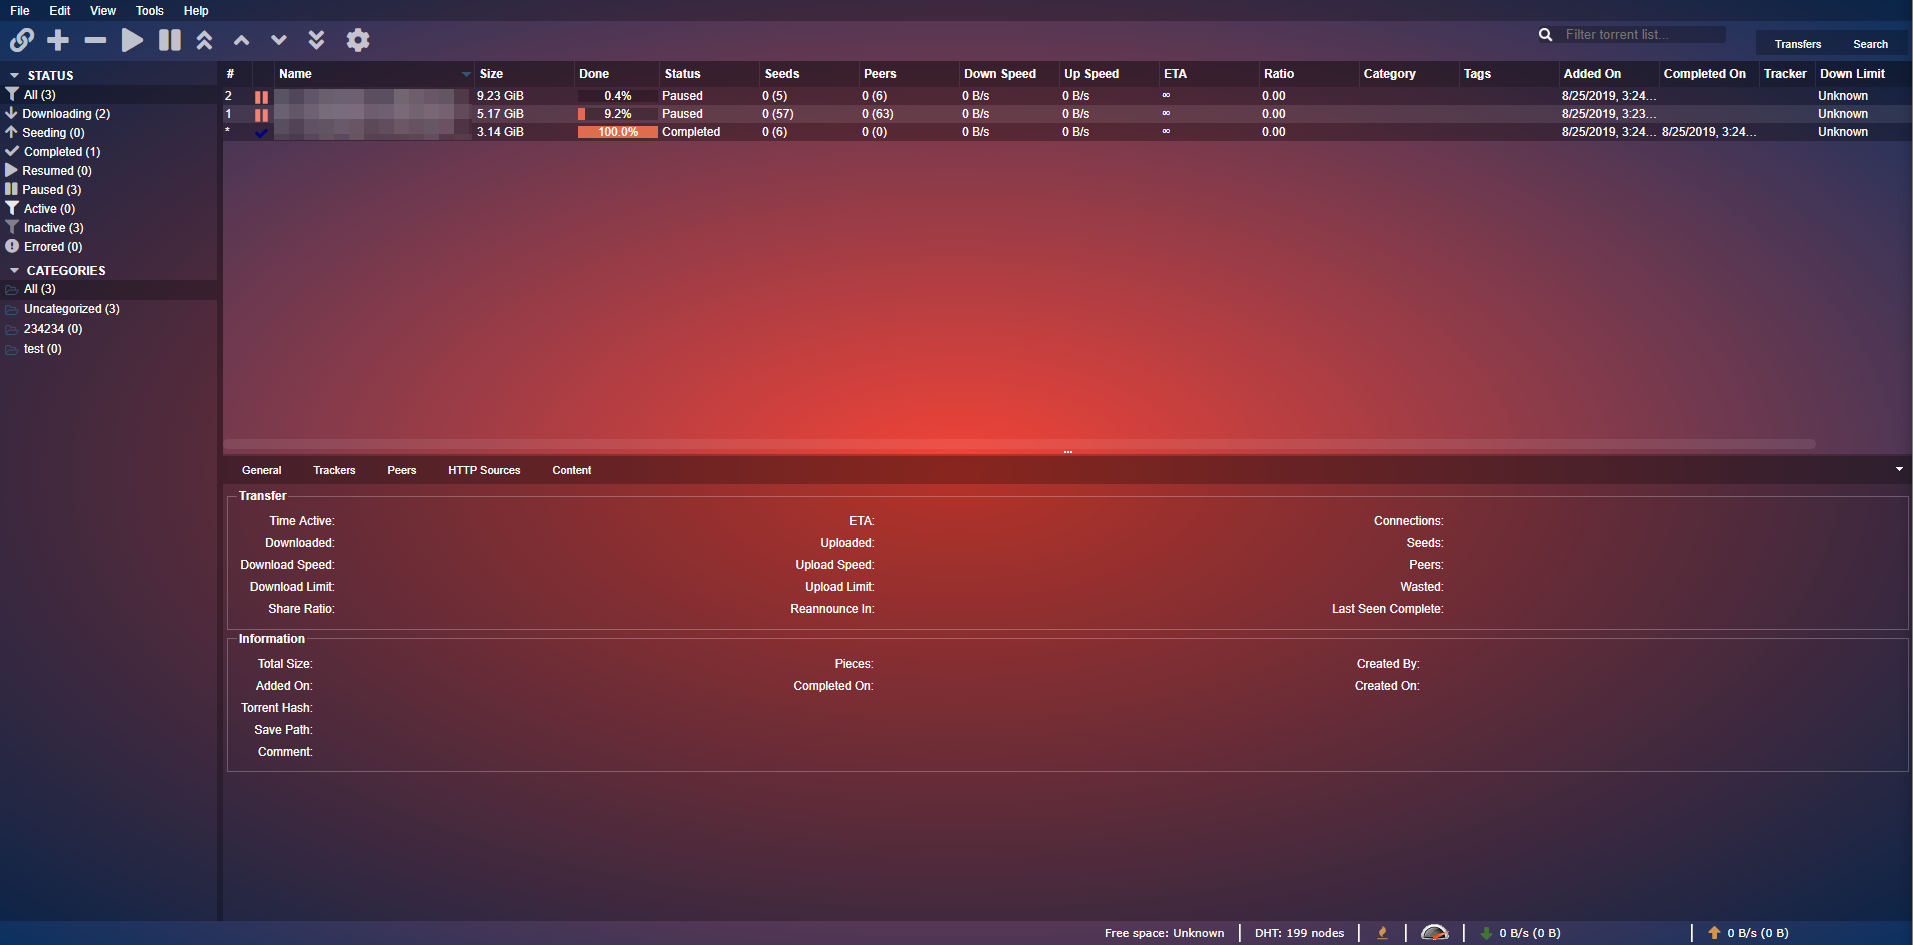 File Edit View Tools Help
Filter torrent list...
Transfers Search
STATUS
All (3)
Downloading (2)
Seeding (0)
Completed (1)
Resumed (0)
Paused (3)
Active (0)
Inactive (3)
Errored (0)
CATEGORIES
All (3)
Uncategorized (3)
234234 (0)
test (0)
# Name Size Done Status Seeds Peers Down Speed Up Speed ETA Ratio Category Tags Added On Completed On Tracker Down Limit
2 9.23 GiB 0.4% Paused 0 (5) 0 (6) 0 B/s 0 B/s ∞ 0.00 8/25/2019, 3:24... Unknown
1 5.17 GiB 9.2% Paused 0 (57) 0 (63) 0 B/s 0 B/s ∞ 0.00 8/25/2019, 3:23... Unknown
* 3.14 GiB 100.0% Completed 0 (6) 0 (0) 0 B/s 0 B/s ∞ 0.00 8/25/2019, 3:24... 8/25/2019, 3:24... Unknown
General Trackers Peers HTTP Sources Content
Transfer
Time Active: ETA: Connections:
Downloaded: Uploaded: Seeds:
Download Speed: Upload Speed: Peers:
Download Limit: Upload Limit: Wasted:
Share Ratio: Reannounce In: Last Seen Complete:
Information
Total Size: Pieces: Created By:
Added On: Completed On: Created On:
Torrent Hash:
Save Path:
Comment:
Free space: Unknown DHT: 199 nodes 0 B/s (0 B) 0 B/s (0 B)